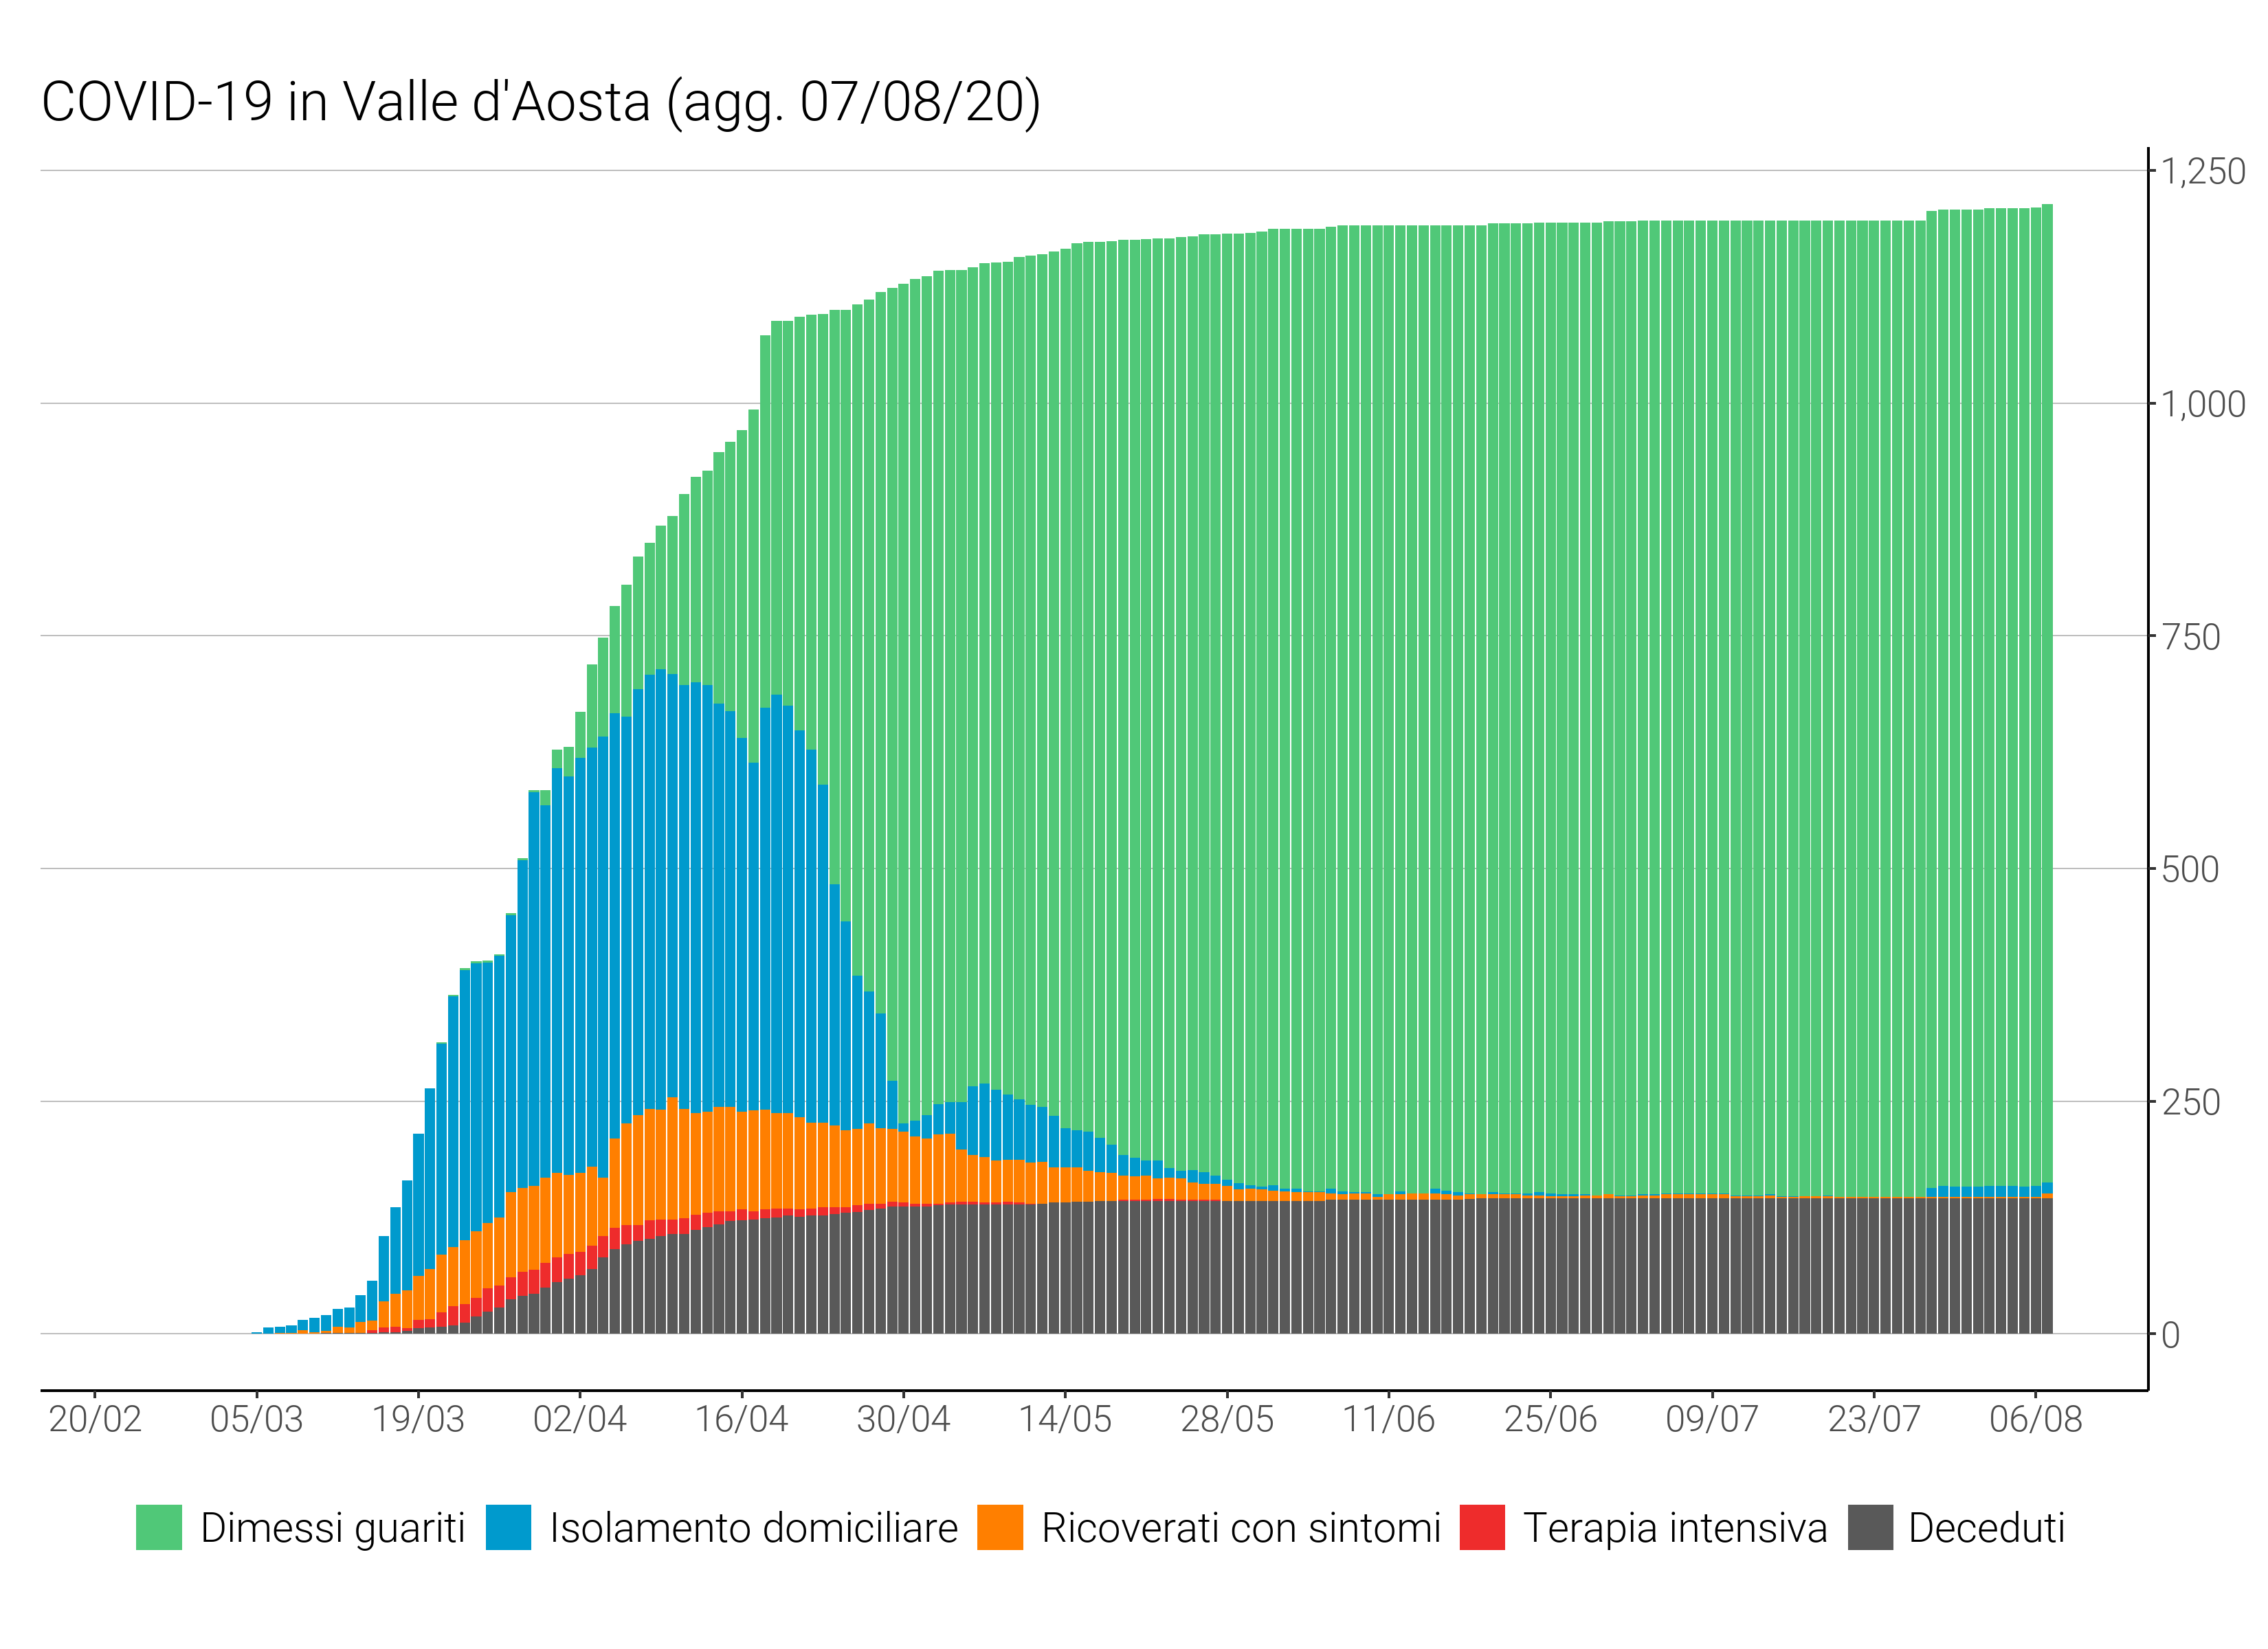 COVID-19 in Valle d'Aosta (agg. 07/08/20)
1,250
1,000
750
500
250
0
20/02 05/03 19/03 02/04 16/04 30/04 14/05 28/05 11/06 25/06 09/07 23/07 06/08
Dimessi guariti Isolamento domiciliare Ricoverati con sintomi Terapia intensiva Deceduti